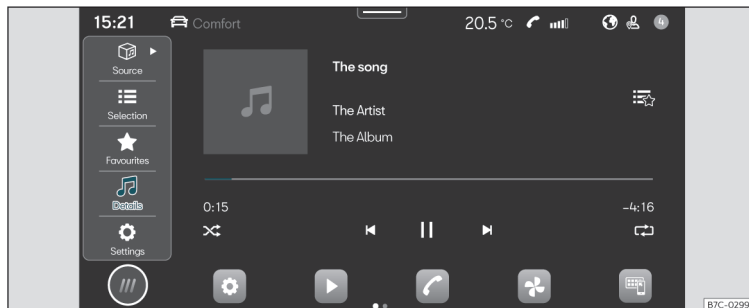 15:21
Comfort
20.5 °C
4
Source
Selection
Favourites
Details
Settings
The song
The Artist
The Album
0:15
-4:16
B7C-0299